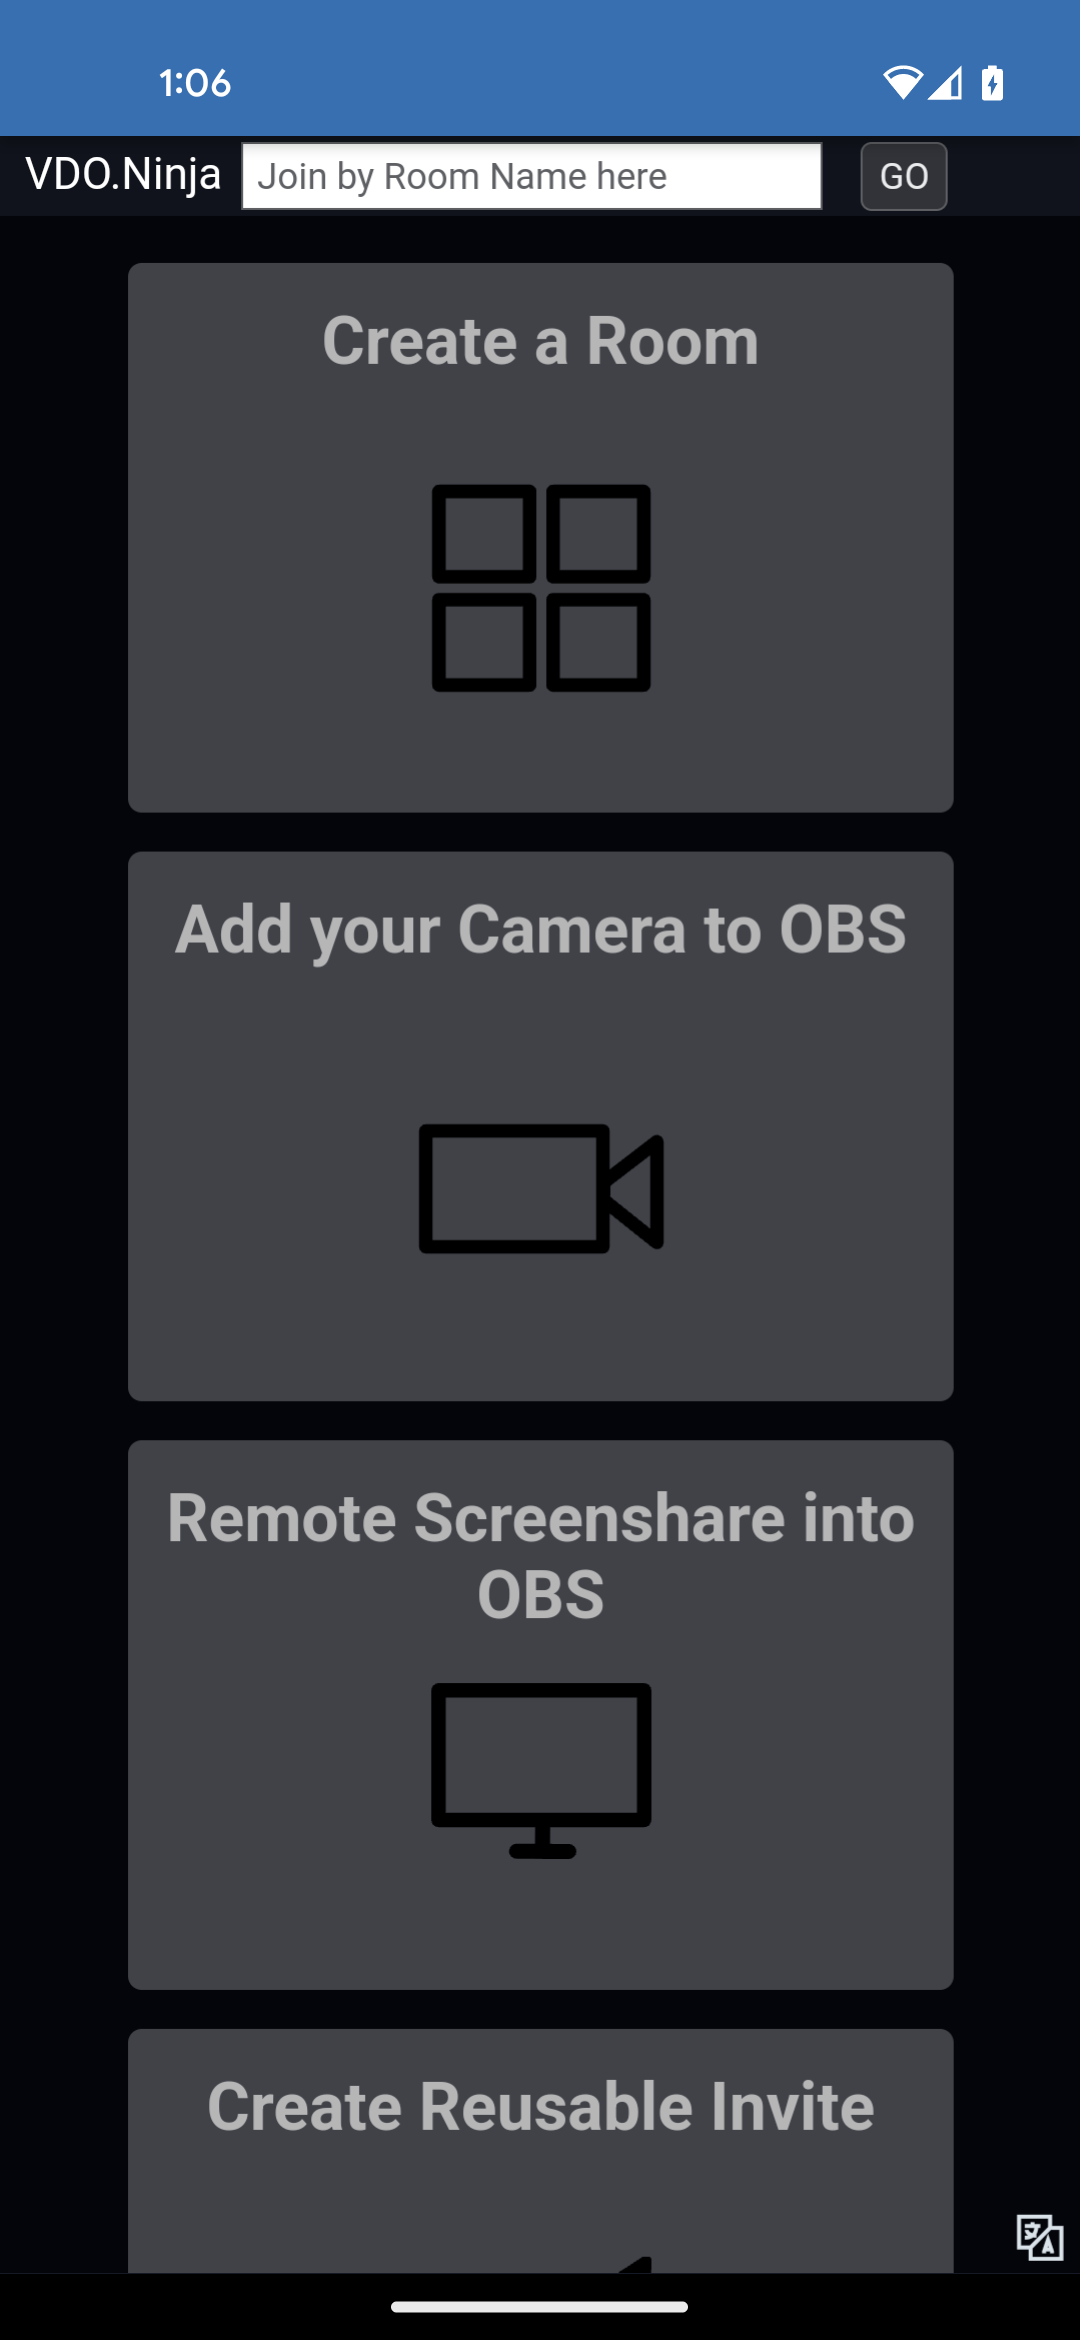 1:06
VDO.Ninja Join by Room Name here GO
Create a Room
Add your Camera to OBS
Remote Screenshare into
OBS
Create Reusable Invite